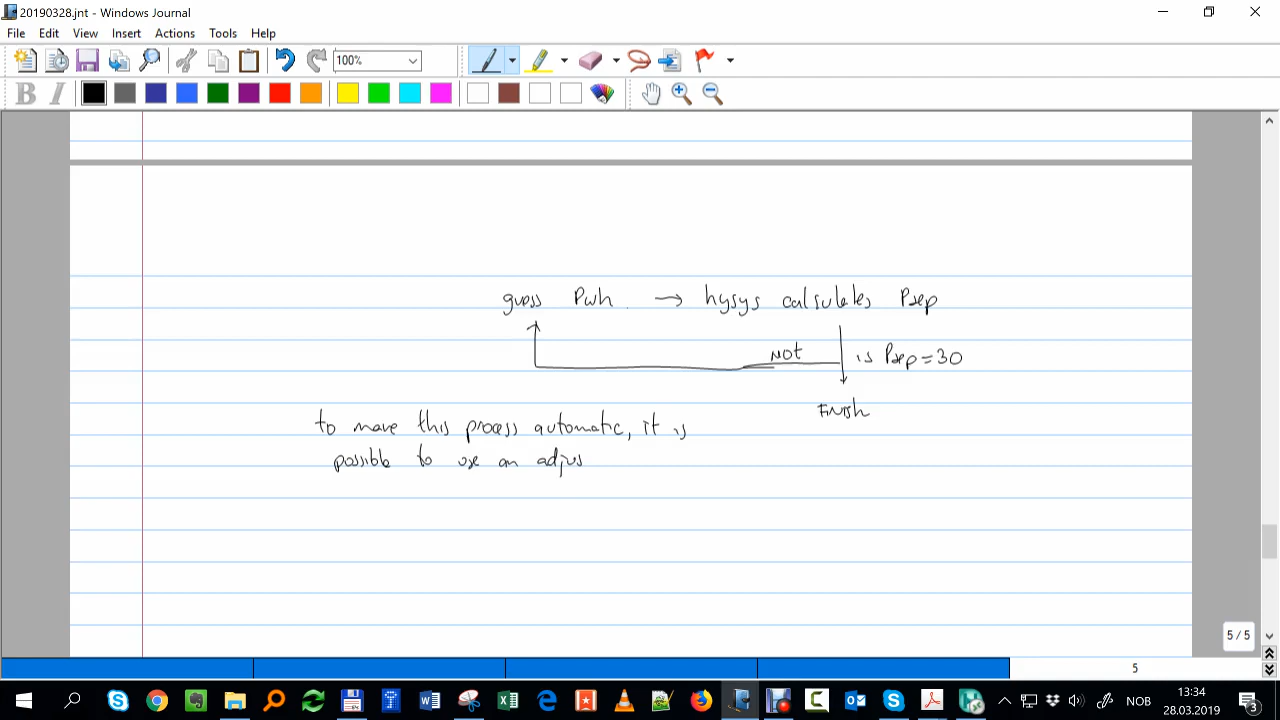 20190328.jnt - Windows Journal
File Edit View Insert Actions Tools Help
100%
B I
guess Pwh → hysys calculates Psep
NOT
is Psep=30
Finish
to make this process automatic, it is
possible to use an adjus
5 / 5
5
NOB
13:34
28.03.2019
3